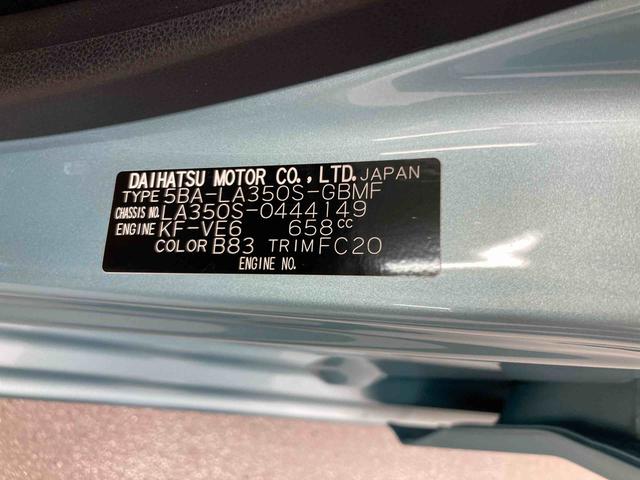 DAIHATSU MOTOR CO., LTD. JAPAN
TYPE 5BA-LA350S-GBMF
CHASSIS NO. LA350S-0444149
ENGINE KF-VE6 658cc
COLOR B83 TRIM FC20
ENGINE NO.